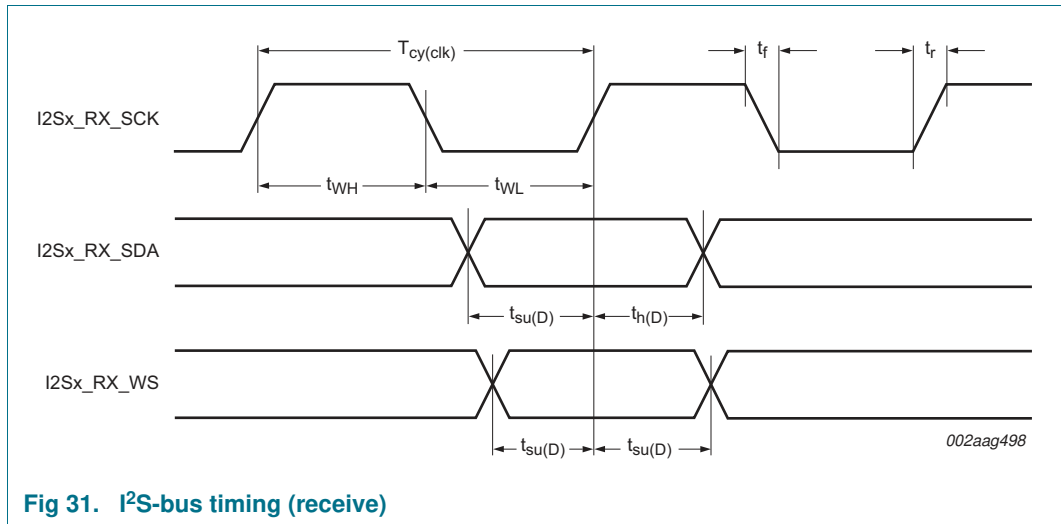 T_cy(clk) t_f t_r
I2Sx_RX_SCK
t_WH t_WL
I2Sx_RX_SDA
t_su(D) t_h(D)
I2Sx_RX_WS
t_su(D) t_su(D)
002aag498
Fig 31. I²S-bus timing (receive)